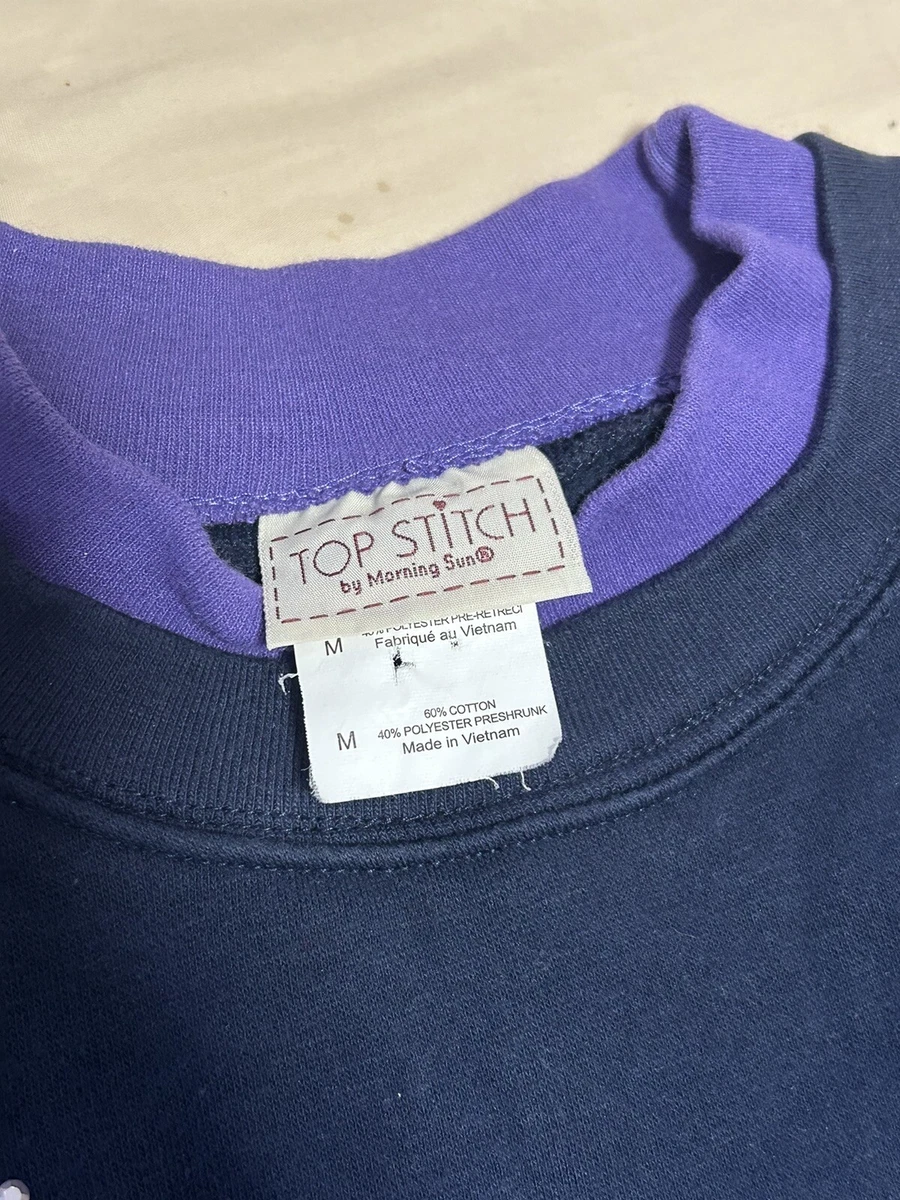 TOP STITCH
by Morning Sun®
40% POLYESTER PRE-RETRECI
M Fabriqué au Vietnam
60% COTTON
M 40% POLYESTER PRESHRUNK
Made in Vietnam